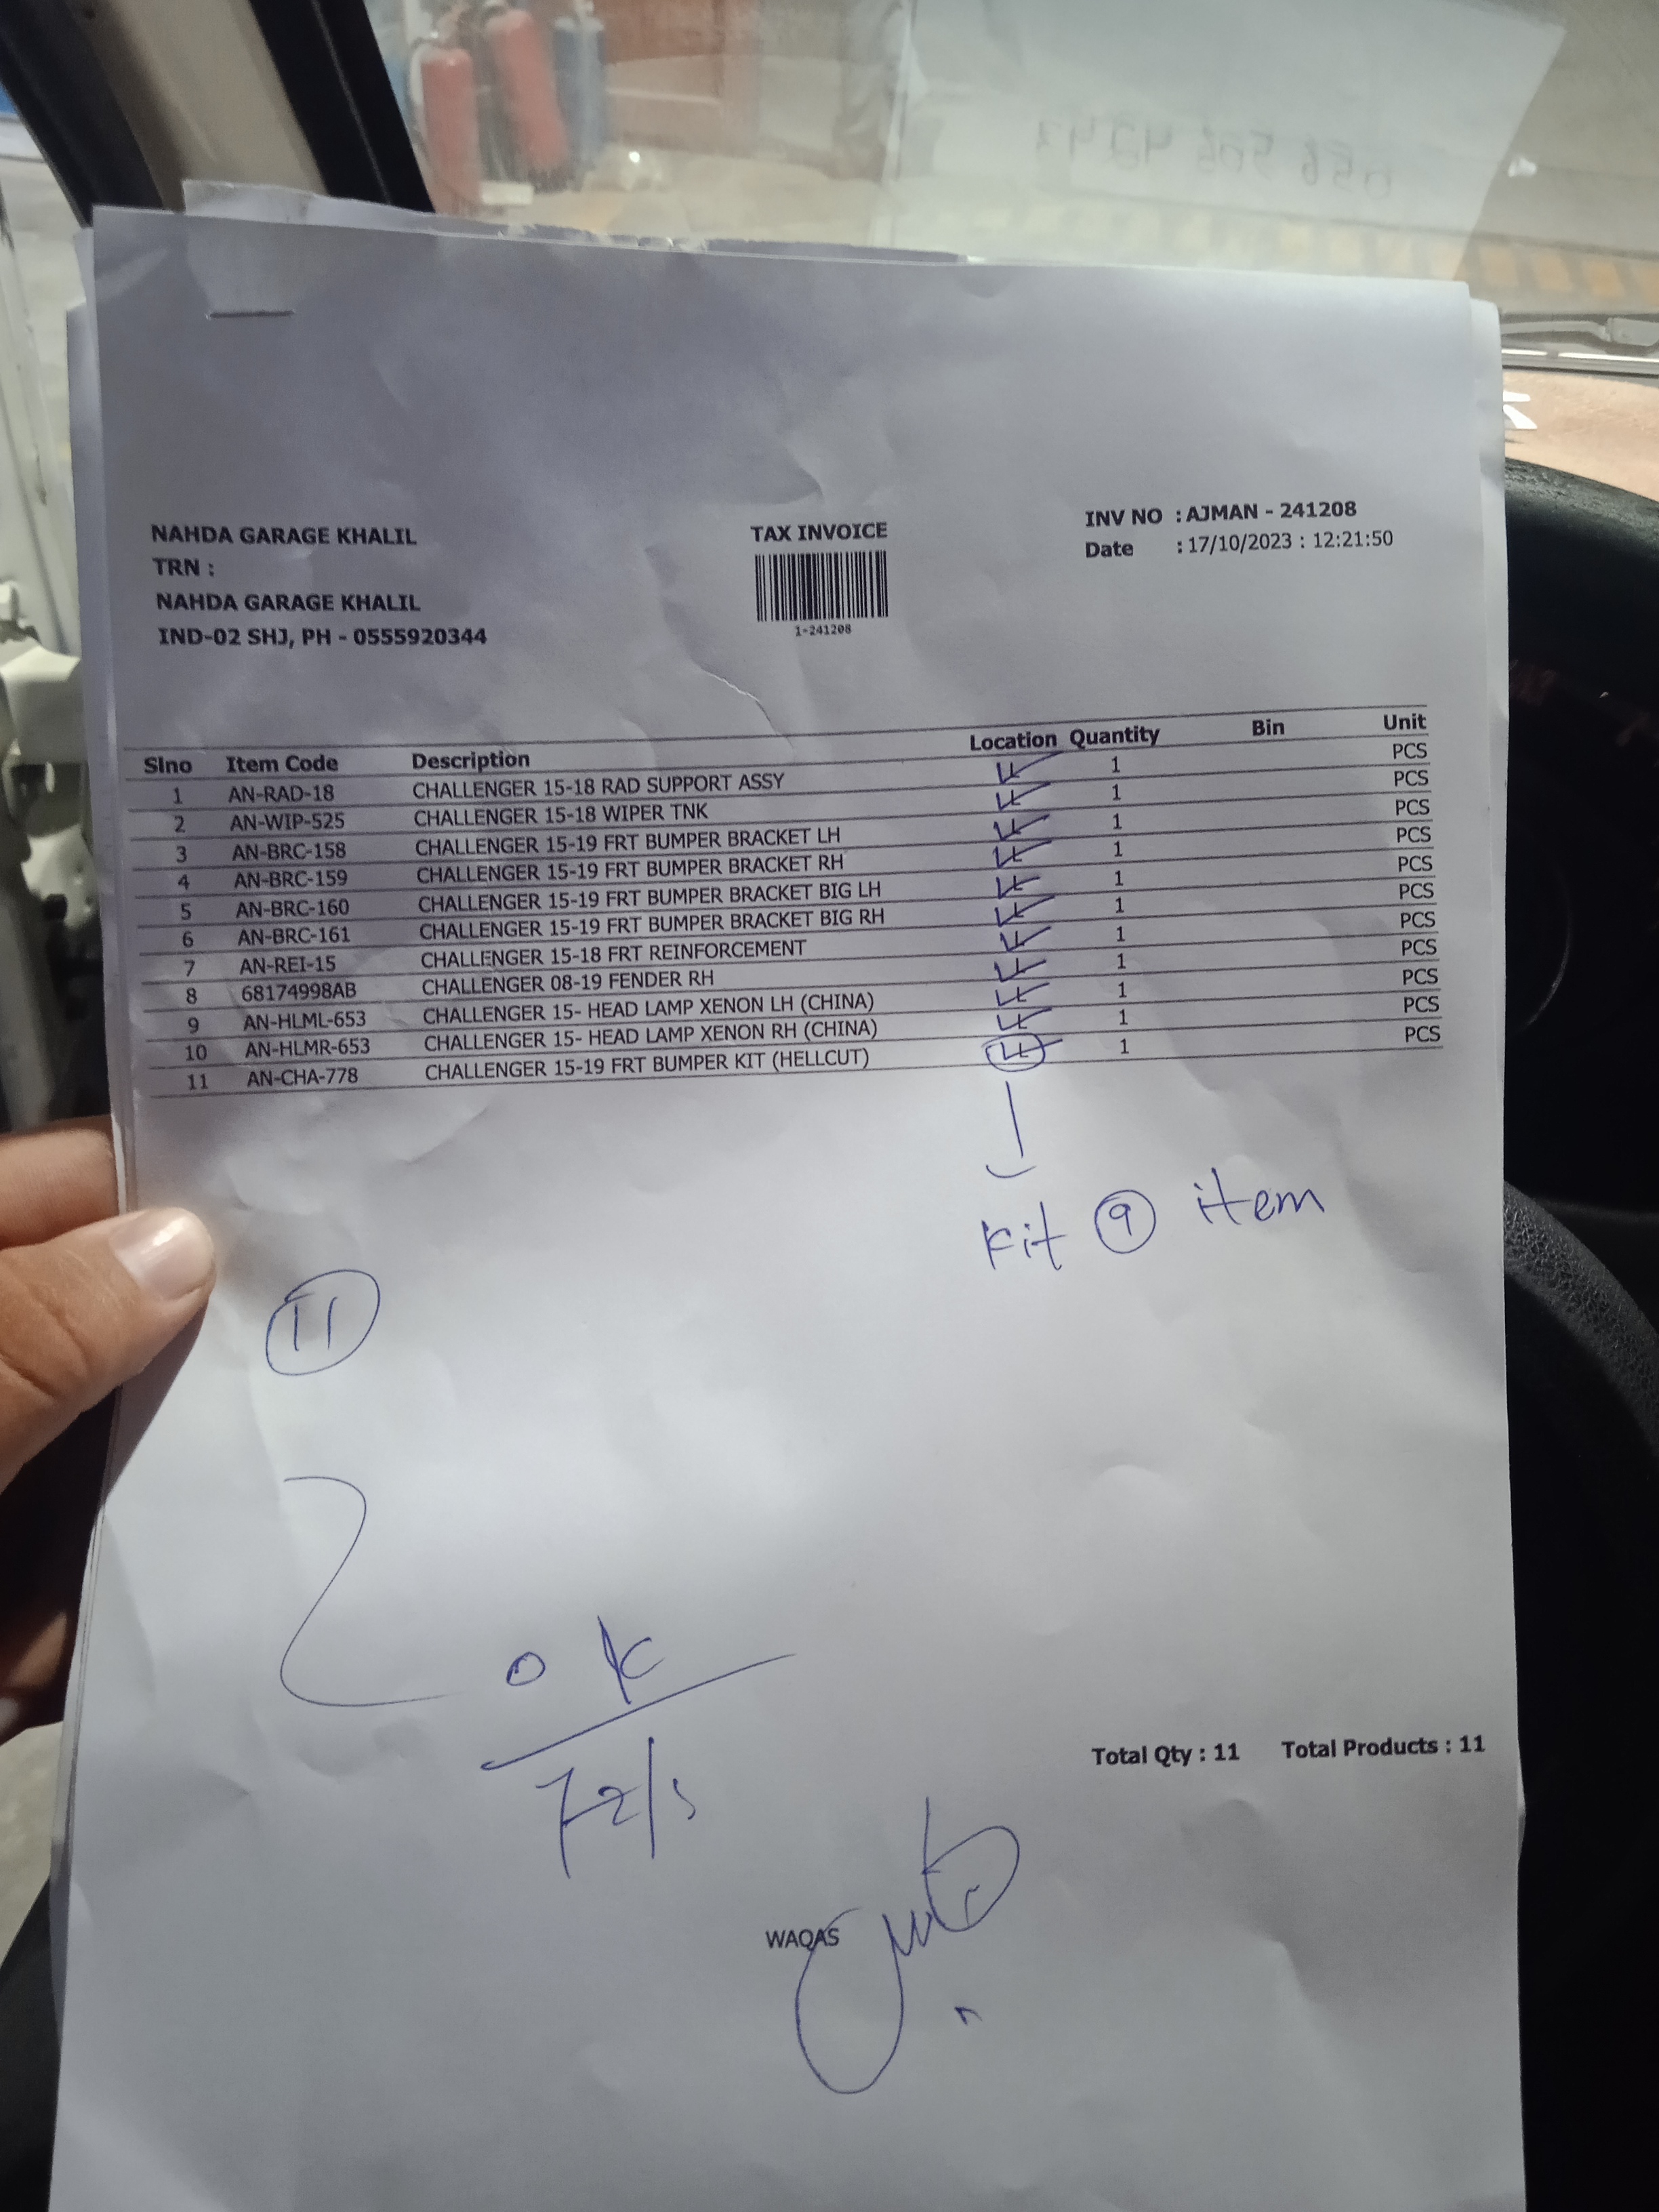 NAHDA GARAGE KHALIL
TRN :
NAHDA GARAGE KHALIL
IND-02 SHJ, PH - 0555920344
TAX INVOICE
1-241208
INV NO : AJMAN - 241208
Date : 17/10/2023 : 12:21:50
Slno Item Code Description Location Quantity Bin Unit
1 AN-RAD-18 CHALLENGER 15-18 RAD SUPPORT ASSY 1 PCS
2 AN-WIP-525 CHALLENGER 15-18 WIPER TNK 1 PCS
3 AN-BRC-158 CHALLENGER 15-19 FRT BUMPER BRACKET LH 1 PCS
4 AN-BRC-159 CHALLENGER 15-19 FRT BUMPER BRACKET RH 1 PCS
5 AN-BRC-160 CHALLENGER 15-19 FRT BUMPER BRACKET BIG LH 1 PCS
6 AN-BRC-161 CHALLENGER 15-19 FRT BUMPER BRACKET BIG RH 1 PCS
7 AN-REI-15 CHALLENGER 15-18 FRT REINFORCEMENT 1 PCS
8 68174998AB CHALLENGER 08-19 FENDER RH 1 PCS
9 AN-HLML-653 CHALLENGER 15- HEAD LAMP XENON LH (CHINA) 1 PCS
10 AN-HLMR-653 CHALLENGER 15- HEAD LAMP XENON RH (CHINA) 1 PCS
11 AN-CHA-778 CHALLENGER 15-19 FRT BUMPER KIT (HELLCUT) 1 PCS
Kit 9 item
11
ok
Total Qty : 11 Total Products : 11
WAQAS